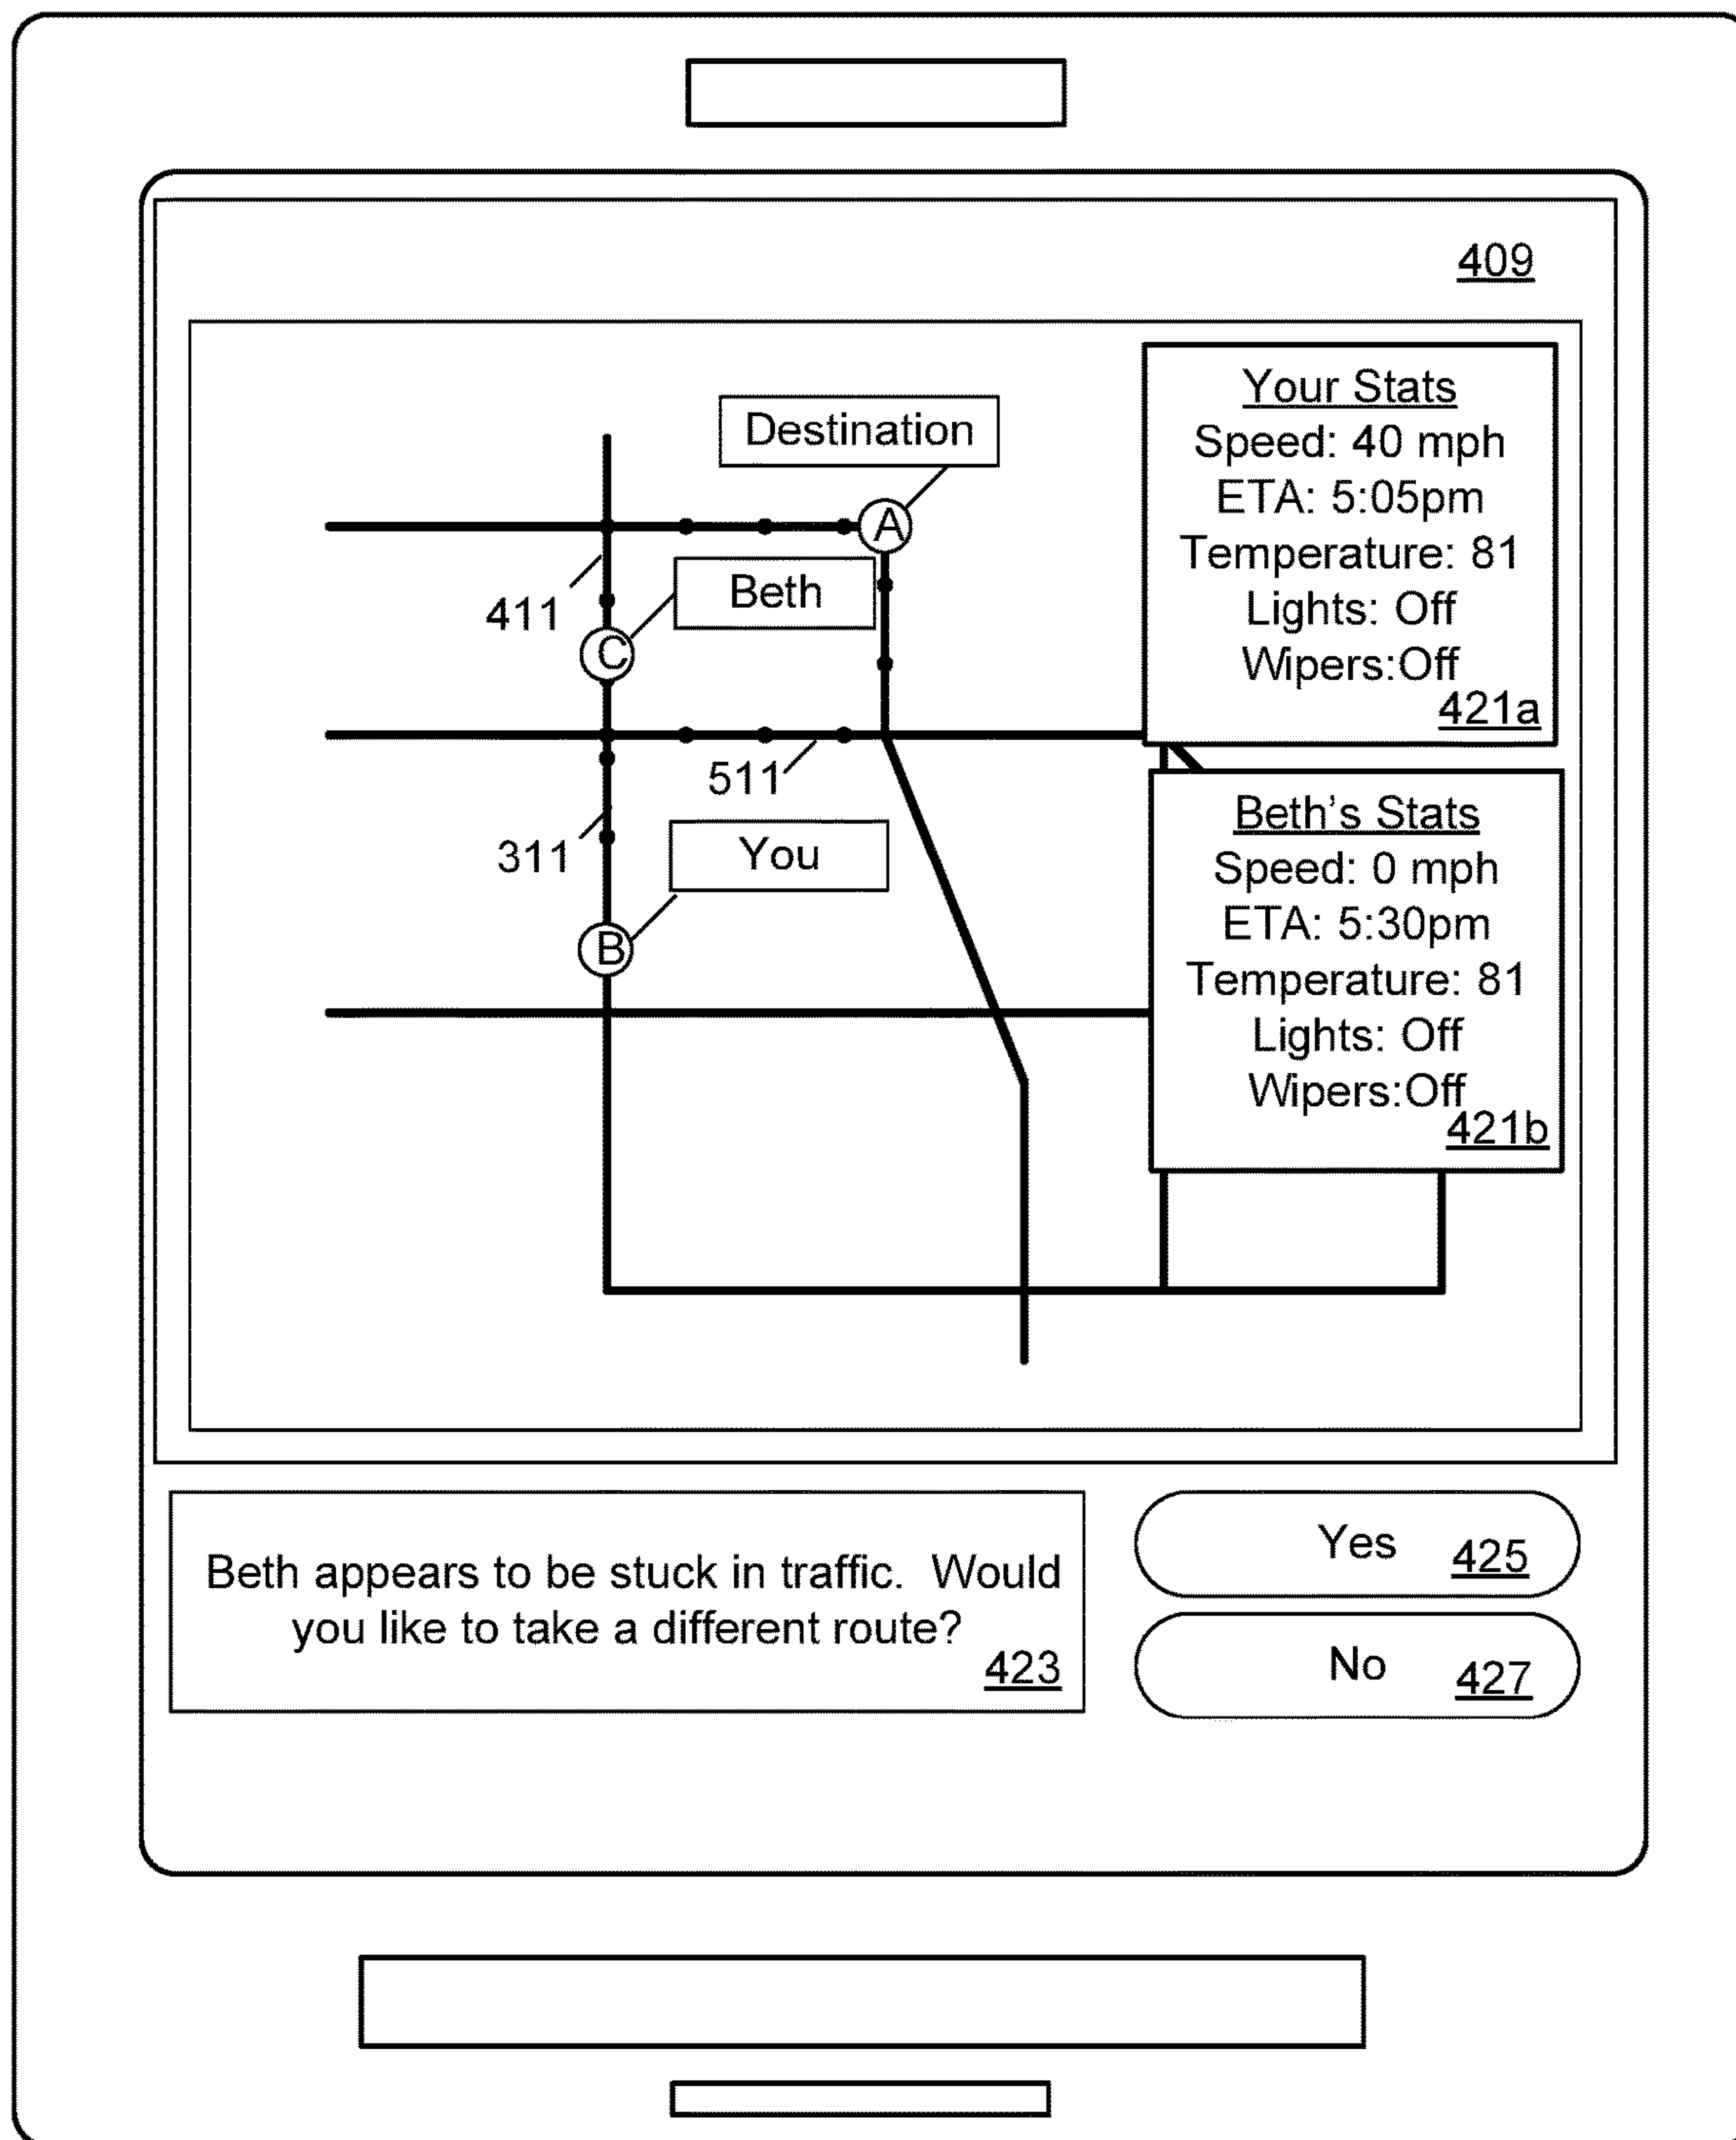 409
Your Stats
Speed: 40 mph
ETA: 5:05pm
Temperature: 81
Lights: Off
Wipers:Off
421a
Destination
A
411
Beth
C
511
311
You
B
Beth's Stats
Speed: 0 mph
ETA: 5:30pm
Temperature: 81
Lights: Off
Wipers:Off
421b
Beth appears to be stuck in traffic. Would
you like to take a different route?
423
Yes 425
No 427